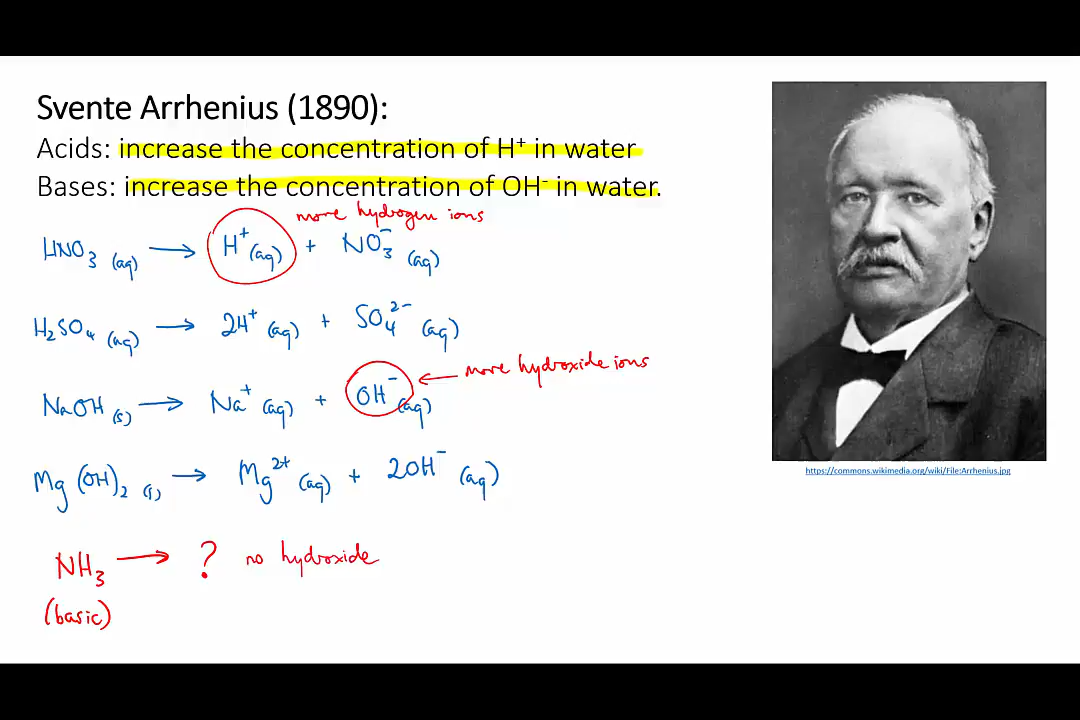 Svente Arrhenius (1890):
Acids: increase the concentration of H⁺ in water
Bases: increase the concentration of OH⁻ in water.
more hydrogen ions
HNO₃ (aq) ⟶ H⁺ (aq) + NO₃⁻ (aq)
H₂SO₄ (aq) ⟶ 2H⁺ (aq) + SO₄²⁻ (aq)
more hydroxide ions
NaOH (s) ⟶ Na⁺ (aq) + OH⁻ (aq)
Mg(OH)₂ (s) ⟶ Mg²⁺ (aq) + 2OH⁻ (aq)
NH₃ ⟶ ? no hydroxide
(basic)
https://commons.wikimedia.org/wiki/File:Arrhenius.jpg